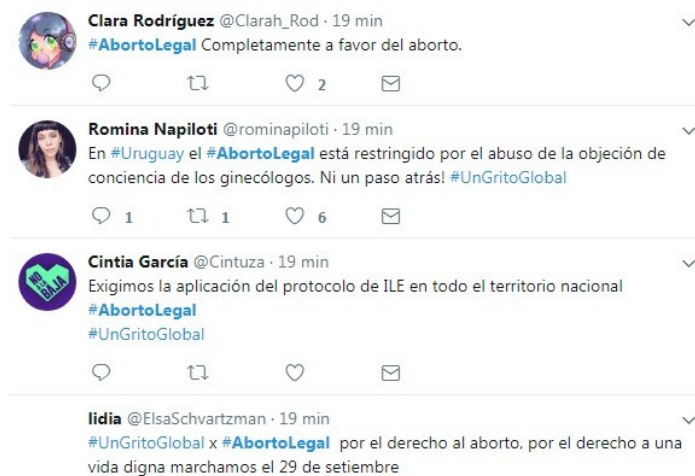 Clara Rodríguez @Clarah_Rod · 19 min
#AbortoLegal Completamente a favor del aborto.
2
Romina Napiloti @rominapiloti · 19 min
En #Uruguay el #AbortoLegal está restringido por el abuso de la objeción de
conciencia de los ginecólogos. Ni un paso atrás! #UnGritoGlobal
1 1 6
NO A LA BAJA
Cintia García @Cintuza · 19 min
Exigimos la aplicación del protocolo de ILE en todo el territorio nacional
#AbortoLegal
#UnGritoGlobal
lidia @ElsaSchvartzman · 19 min
#UnGritoGlobal x #AbortoLegal por el derecho al aborto, por el derecho a una
vida digna marchamos el 29 de setiembre